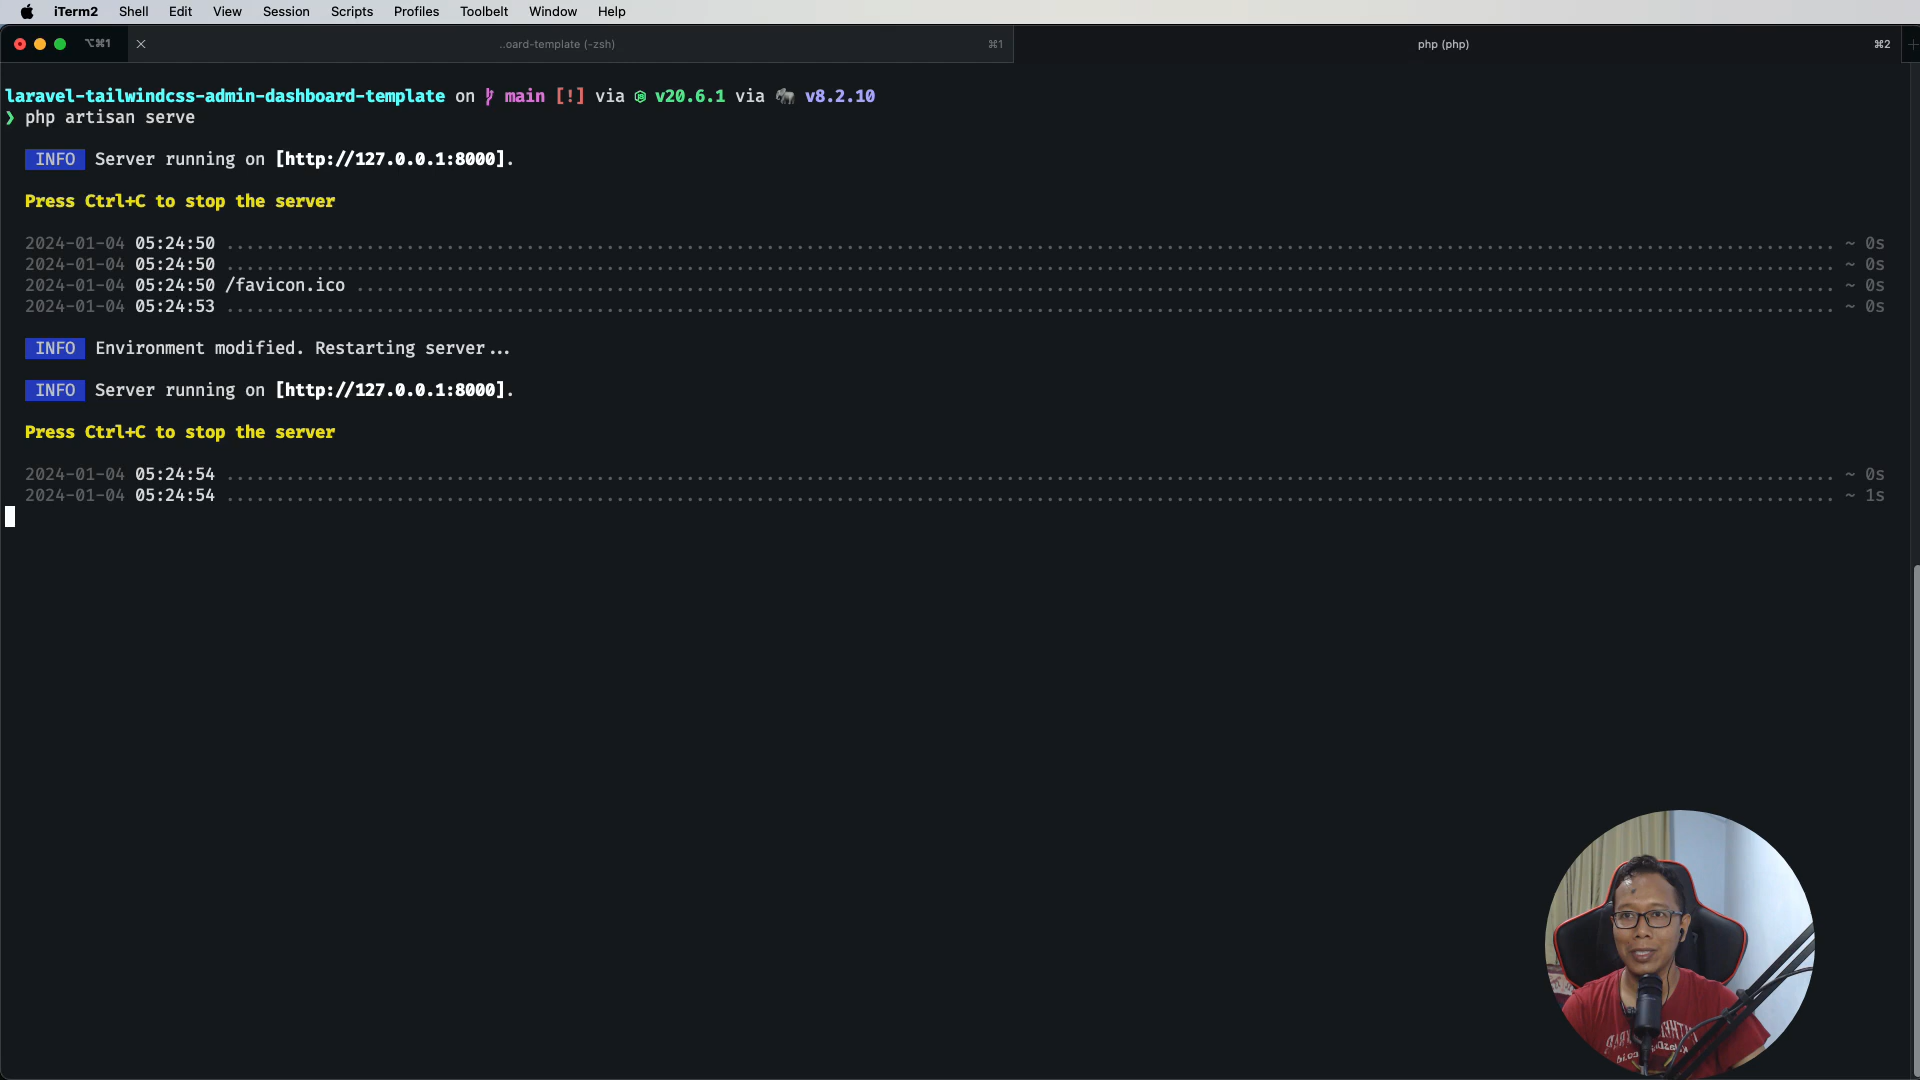 iTerm2 Shell Edit View Session Scripts Profiles Toolbelt Window Help
⌥⌘1 ..oard-template (-zsh) ⌘1 php (php) ⌘2
laravel-tailwindcss-admin-dashboard-template on main [!] via v20.6.1 via v8.2.10
❯ php artisan serve
INFO Server running on [http://127.0.0.1:8000].
Press Ctrl+C to stop the server
2024-01-04 05:24:50 ................................................................ ~ 0s
2024-01-04 05:24:50 ................................................................ ~ 0s
2024-01-04 05:24:50 /favicon.ico ................................................................ ~ 0s
2024-01-04 05:24:53 ................................................................ ~ 0s
INFO Environment modified. Restarting server...
INFO Server running on [http://127.0.0.1:8000].
Press Ctrl+C to stop the server
2024-01-04 05:24:54 ................................................................ ~ 0s
2024-01-04 05:24:54 ................................................................ ~ 1s